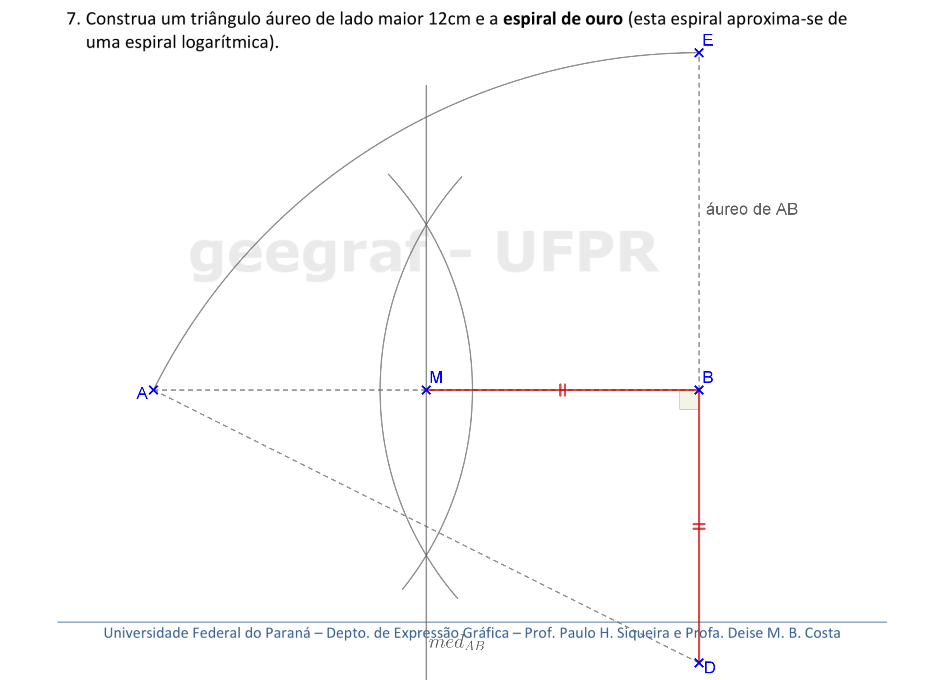 7. Construa um triângulo áureo de lado maior 12cm e a espiral de ouro (esta espiral aproxima-se de
uma espiral logarítmica).
E
áureo de AB
geegraf - UFPR
M
B
A
Universidade Federal do Paraná – Depto. de Expressão Gráfica – Prof. Paulo H. Siqueira e Profa. Deise M. B. Costa
med_AB
D